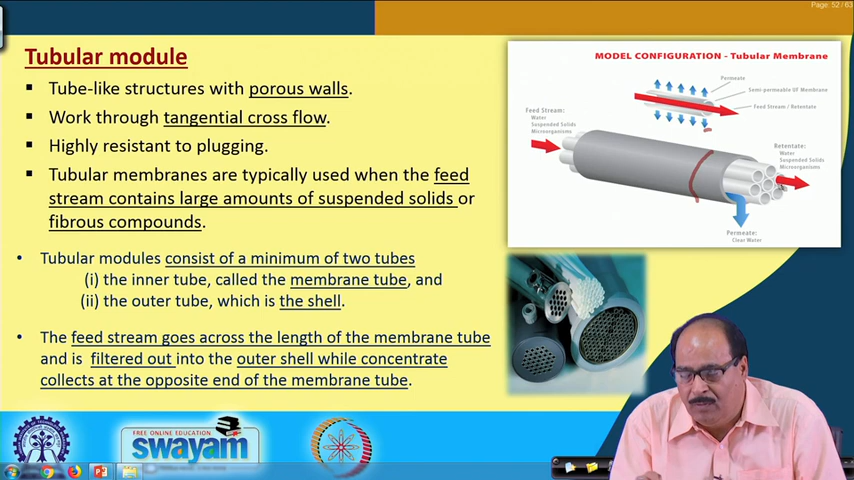 Page: 52 / 63
Tubular module
Tube-like structures with porous walls.
Work through tangential cross flow.
Highly resistant to plugging.
Tubular membranes are typically used when the feed
stream contains large amounts of suspended solids or
fibrous compounds.
Tubular modules consist of a minimum of two tubes
(i) the inner tube, called the membrane tube, and
(ii) the outer tube, which is the shell.
The feed stream goes across the length of the membrane tube
and is filtered out into the outer shell while concentrate
collects at the opposite end of the membrane tube.
MODEL CONFIGURATION - Tubular Membrane
Permeate
Semi-permeable UF Membrane
Feed Stream / Retentate
Feed Stream:
Water
Suspended Solids
Microorganisms
Retentate:
Water
Suspended Solids
Microorganisms
Permeate:
Clear Water
FREE ONLINE EDUCATION
swayam